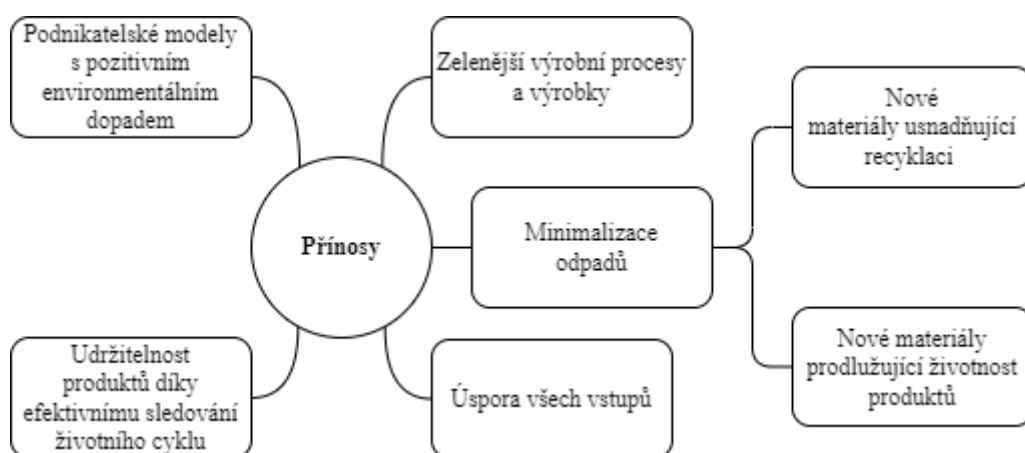 Podnikatelské modely
s pozitivním
environmentálním
dopadem
Zelenější výrobní procesy
a výrobky
Nové
materiály usnadňující
recyklaci
Přínosy
Minimalizace
odpadů
Udržitelnost
produktů díky
efektivnímu sledování
životního cyklu
Úspora všech vstupů
Nové materiály
prodlužující životnost
produktů